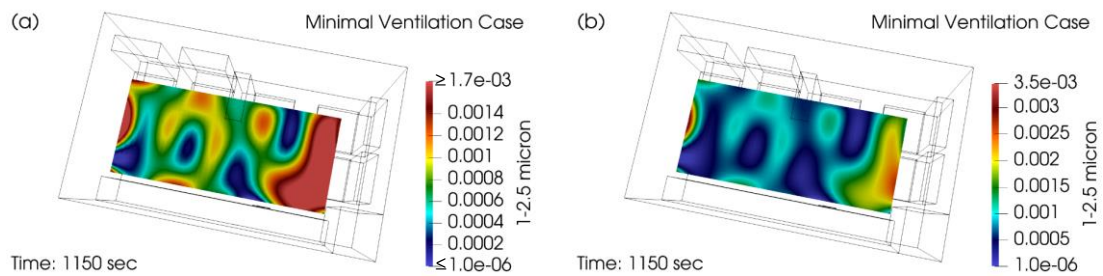 (a) Minimal Ventilation Case
≥ 1.7e-03
0.0014
0.0012
0.001
0.0008
0.0006
0.0004
0.0002
≤ 1.0e-06
1-2.5 micron
Time: 1150 sec
(b) Minimal Ventilation Case
3.5e-03
0.003
0.0025
0.002
0.0015
0.001
0.0005
1.0e-06
1-2.5 micron
Time: 1150 sec